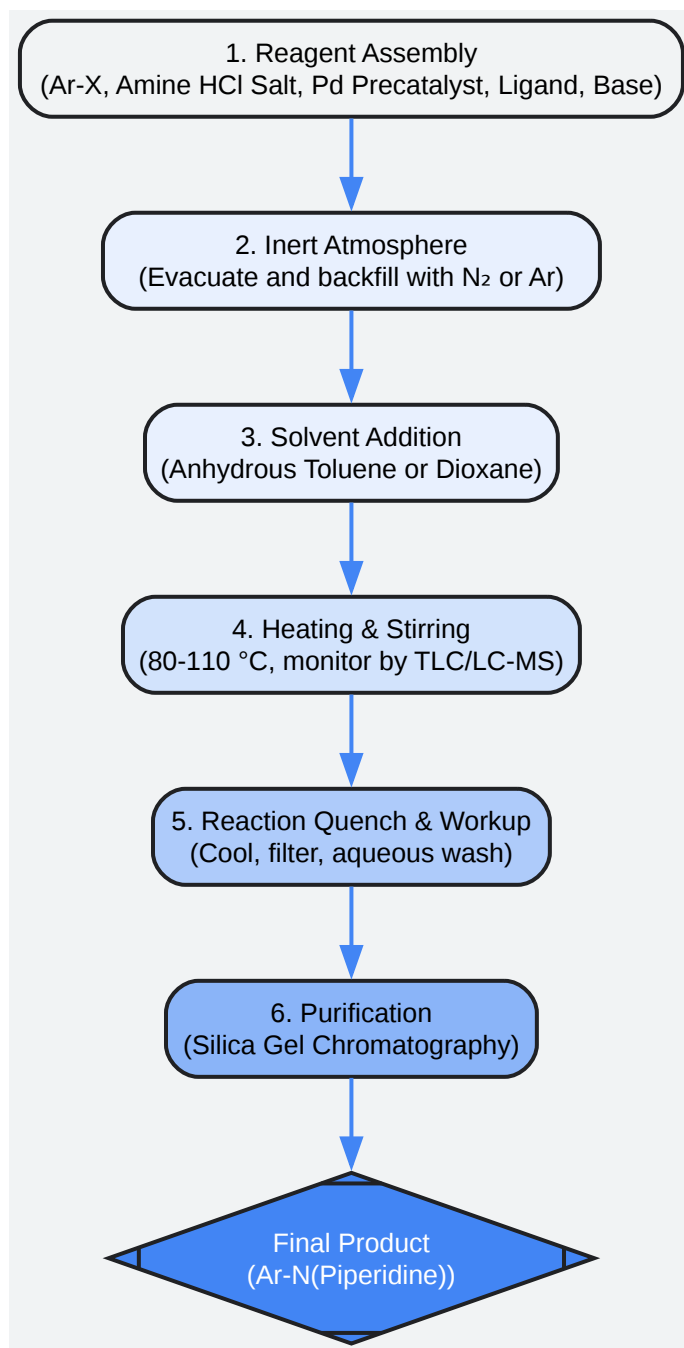 1. Reagent Assembly
(Ar-X, Amine HCl Salt, Pd Precatalyst, Ligand, Base)
2. Inert Atmosphere
(Evacuate and backfill with N₂ or Ar)
3. Solvent Addition
(Anhydrous Toluene or Dioxane)
4. Heating & Stirring
(80-110 °C, monitor by TLC/LC-MS)
5. Reaction Quench & Workup
(Cool, filter, aqueous wash)
6. Purification
(Silica Gel Chromatography)
Final Product
(Ar-N(Piperidine))